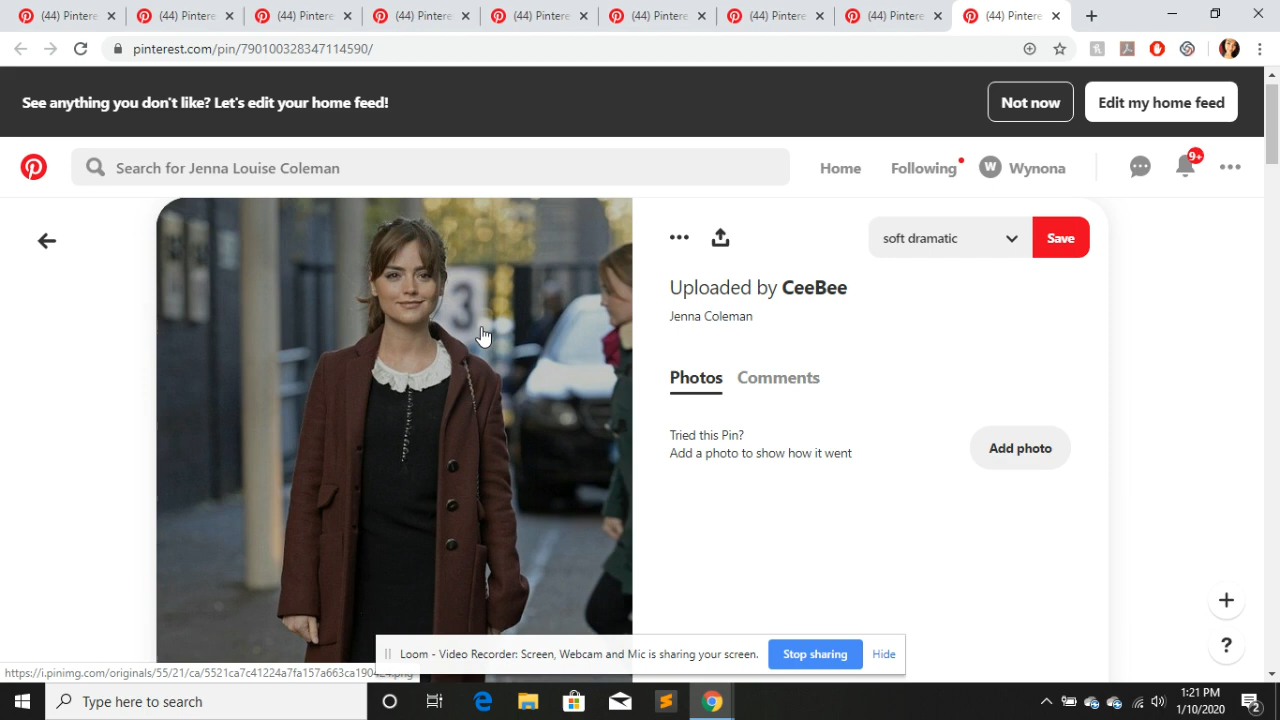 (44) Pintere
(44) Pintere
(44) Pintere
(44) Pintere
(44) Pintere
(44) Pintere
(44) Pintere
(44) Pintere
(44) Pintere
pinterest.com/pin/790100328347114590/
See anything you don't like? Let's edit your home feed!
Not now
Edit my home feed
Search for Jenna Louise Coleman
Home
Following
W
Wynona
9+
soft dramatic
Save
Uploaded by CeeBee
Jenna Coleman
3
Photos
Comments
Tried this Pin?
Add a photo to show how it went
Add photo
+
?
Loom - Video Recorder: Screen, Webcam and Mic is sharing your screen.
Stop sharing
Hide
Type here to search
1:21 PM
1/10/2020
2